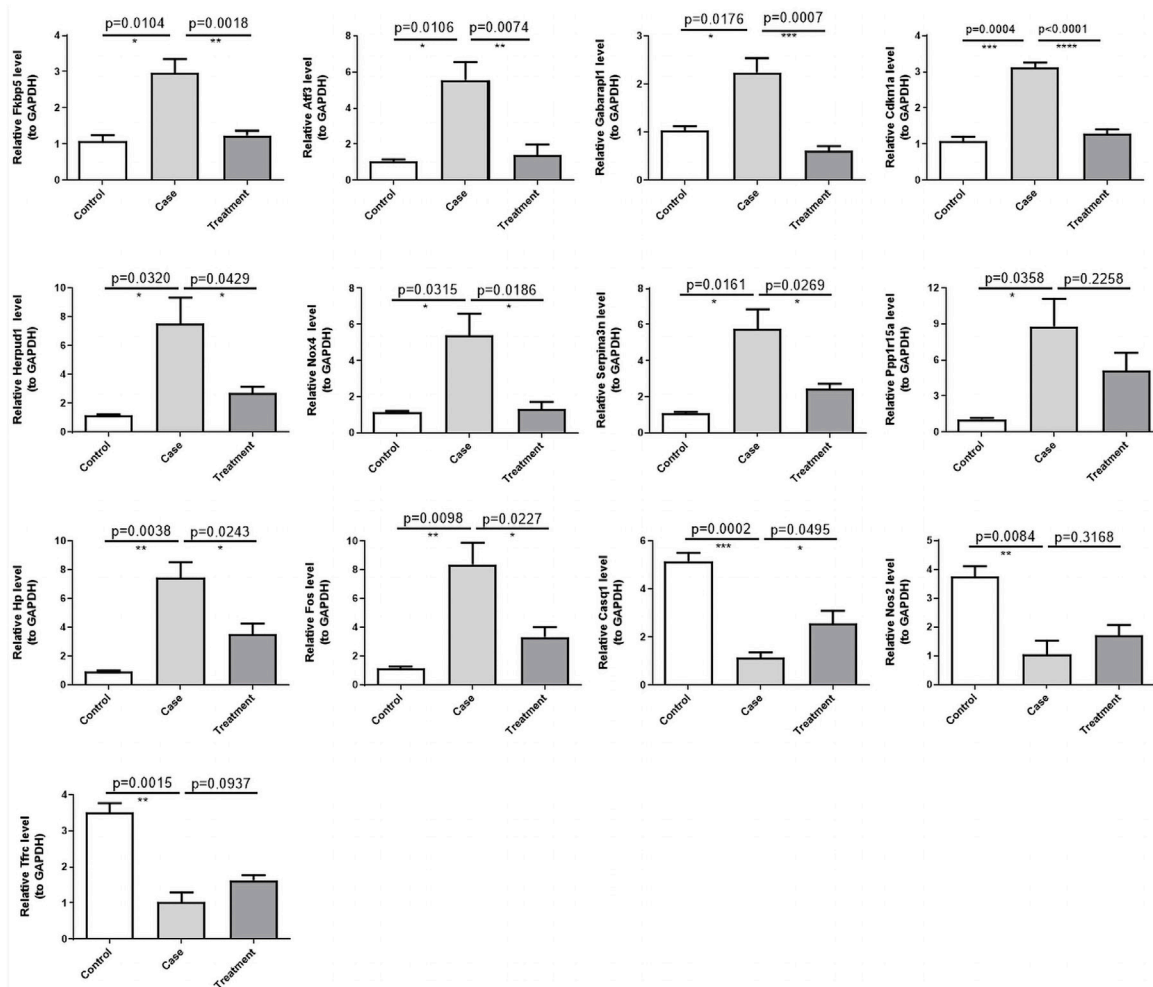 p=0.0104 p=0.0018
* **
Relative Fkbp5 level
(to GAPDH)
4
3
2
1
0
Control
Case
Treatment
p=0.0106 p=0.0074
* **
Relative Atf3 level
(to GAPDH)
8
6
4
2
0
Control
Case
Treatment
p=0.0176 p=0.0007
* ***
Relative Gabarapl1 level
(to GAPDH)
3
2
1
0
Control
Case
Treatment
p=0.0004 p<0.0001
*** ****
Relative Cdkn1a level
(to GAPDH)
4
3
2
1
0
Control
Case
Treatment
p=0.0320 p=0.0429
* *
Relative Herpud1 level
(to GAPDH)
10
8
6
4
2
0
Control
Case
Treatment
p=0.0315 p=0.0186
* *
Relative Nox4 level
(to GAPDH)
8
6
4
2
0
Control
Case
Treatment
p=0.0161 p=0.0269
* *
Relative Serpina3n level
(to GAPDH)
8
6
4
2
0
Control
Case
Treatment
p=0.0358 p=0.2258
*
Relative Ppp1r15a level
(to GAPDH)
12
9
6
3
0
Control
Case
Treatment
p=0.0038 p=0.0243
** *
Relative Hp level
(to GAPDH)
10
8
6
4
2
0
Control
Case
Treatment
p=0.0098 p=0.0227
** *
Relative Fos level
(to GAPDH)
10
8
6
4
2
0
Control
Case
Treatment
p=0.0002 p=0.0495
*** *
Relative Casq1 level
(to GAPDH)
6
4
2
0
Control
Case
Treatment
p=0.0084 p=0.3168
**
Relative Nos2 level
(to GAPDH)
5
4
3
2
1
0
Control
Case
Treatment
p=0.0015 p=0.0937
**
Relative Tfrc level
(to GAPDH)
4
3
2
1
0
Control
Case
Treatment